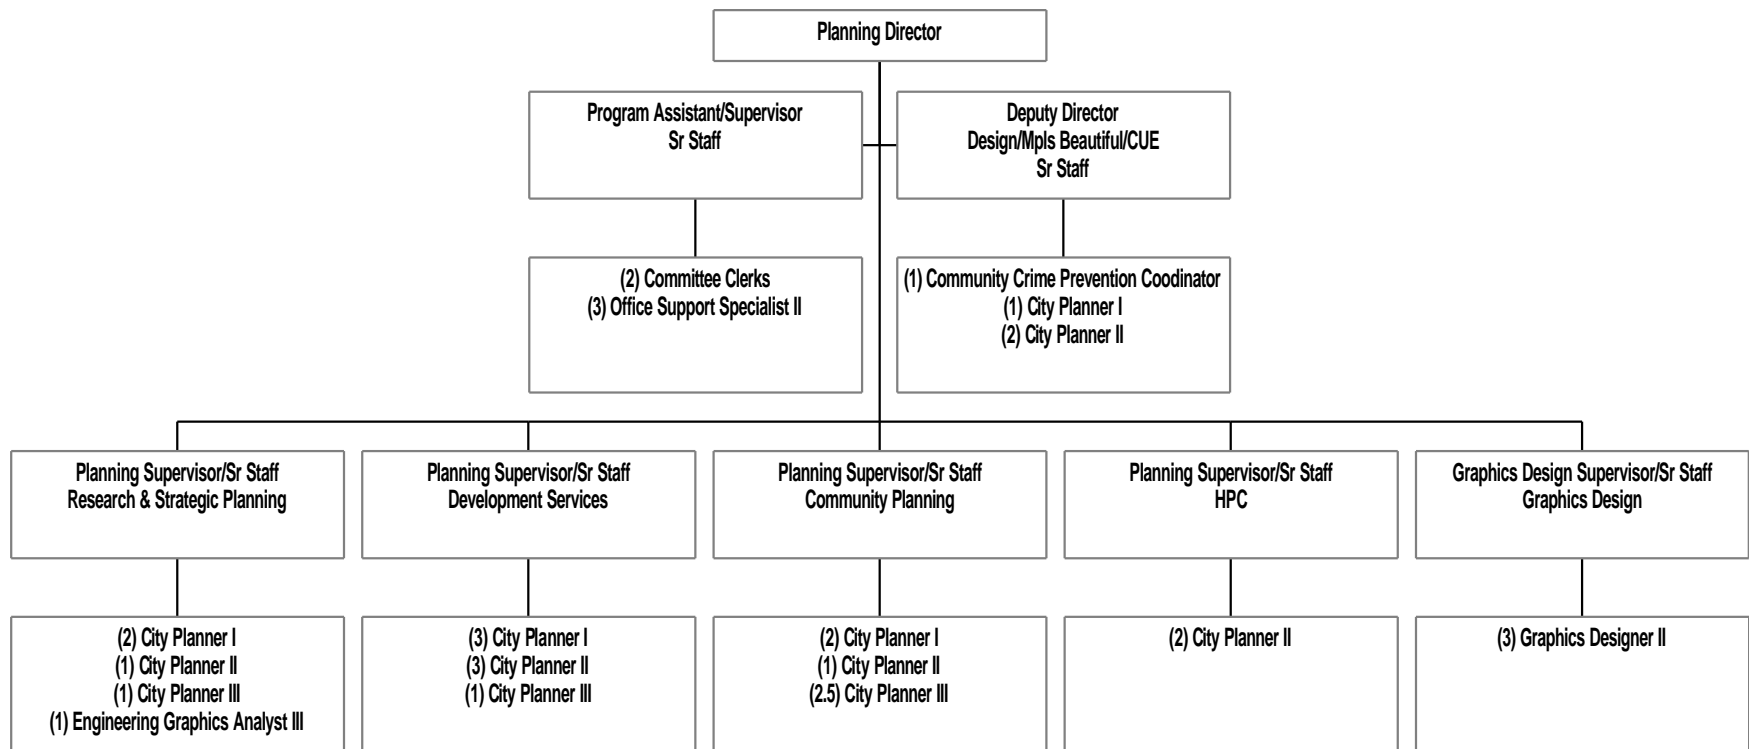 Planning Director
Program Assistant/Supervisor
Sr Staff
Deputy Director
Design/Mpls Beautiful/CUE
Sr Staff
(2) Committee Clerks
(3) Office Support Specialist II
(1) Community Crime Prevention Coodinator
(1) City Planner I
(2) City Planner II
Planning Supervisor/Sr Staff
Research & Strategic Planning
Planning Supervisor/Sr Staff
Development Services
Planning Supervisor/Sr Staff
Community Planning
Planning Supervisor/Sr Staff
HPC
Graphics Design Supervisor/Sr Staff
Graphics Design
(2) City Planner I
(1) City Planner II
(1) City Planner III
(1) Engineering Graphics Analyst III
(3) City Planner I
(3) City Planner II
(1) City Planner III
(2) City Planner I
(1) City Planner II
(2.5) City Planner III
(2) City Planner II
(3) Graphics Designer II